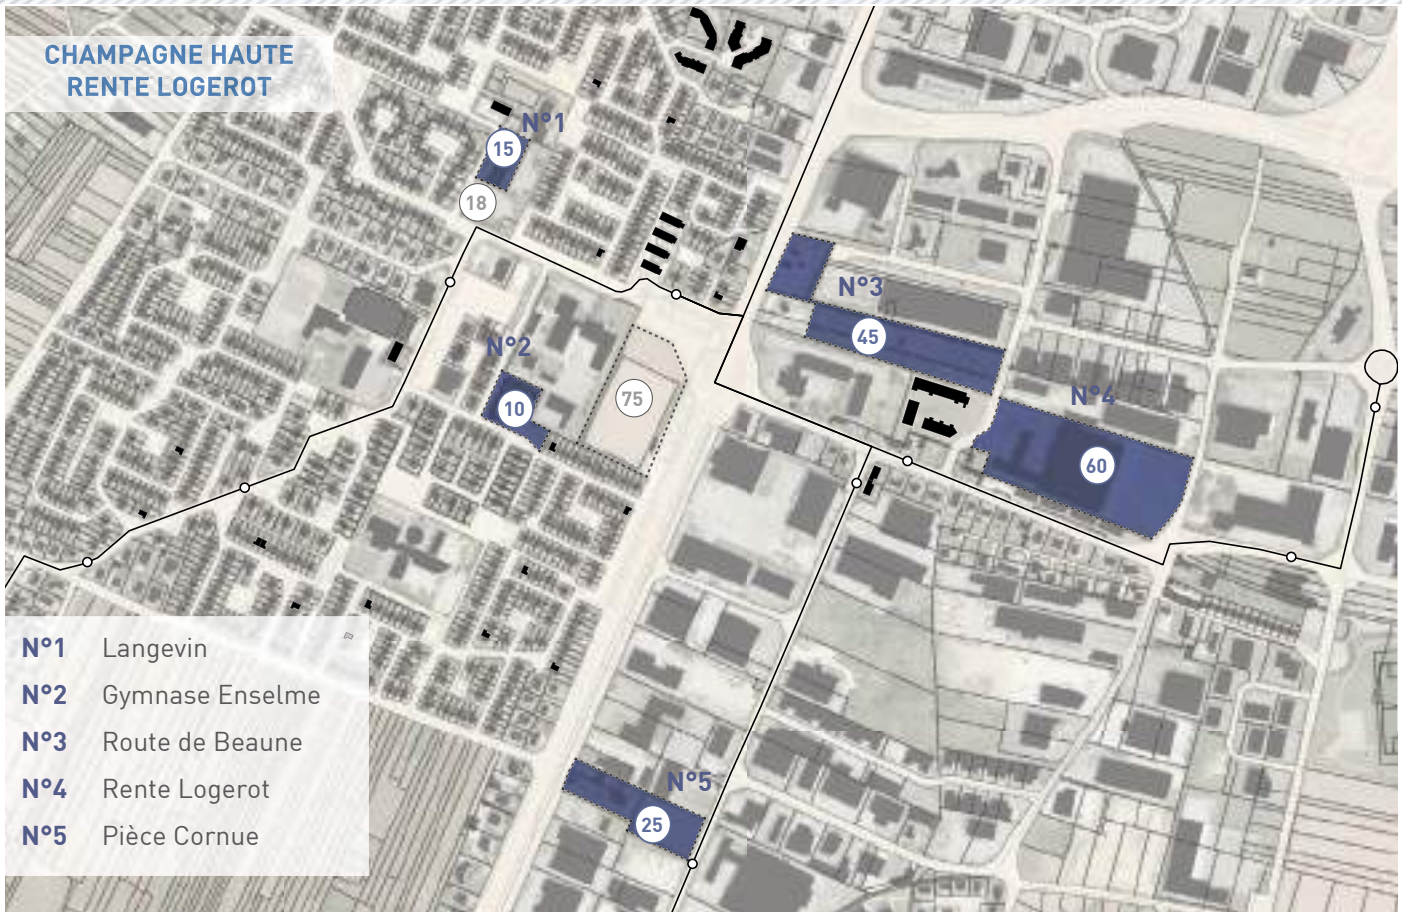 CHAMPAGNE HAUTE
RENTE LOGEROT
N°1
15
18
N°3
45
N°2
10
75
N°4
60
N°5
25
N°1 Langevin
N°2 Gymnase Enselme
N°3 Route de Beaune
N°4 Rente Logerot
N°5 Pièce Cornue